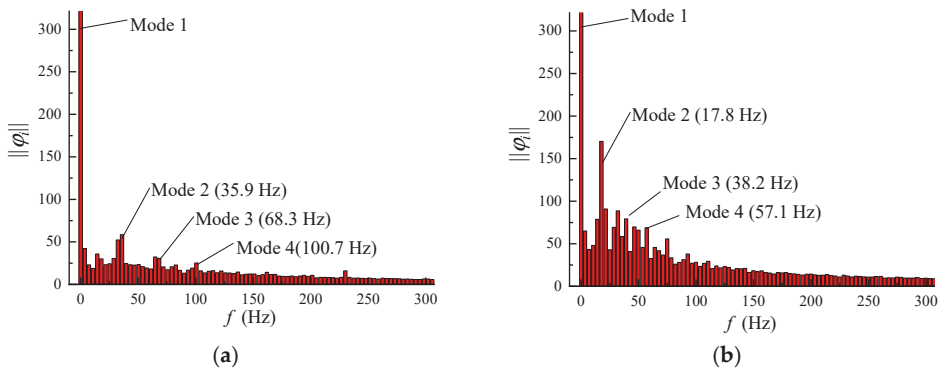 Mode 1
300
250
200
150
100
50
0
||φi||
Mode 2 (35.9 Hz)
Mode 3 (68.3 Hz)
Mode 4(100.7 Hz)
0 50 100 150 200 250 300
f (Hz)
(a)
Mode 1
300
250
200
150
100
50
0
||φi||
Mode 2 (17.8 Hz)
Mode 3 (38.2 Hz)
Mode 4 (57.1 Hz)
0 50 100 150 200 250 300
f (Hz)
(b)